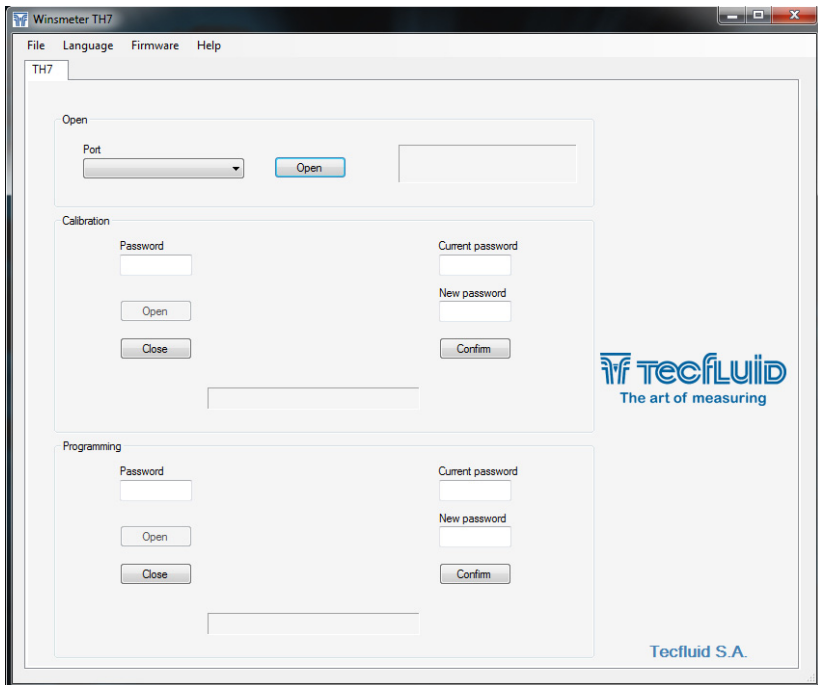 Winsmeter TH7
File Language Firmware Help
TH7
Open
Port
Open
Calibration
Password
Current password
New password
Open
Close
Confirm
TECFLUID
The art of measuring
Programming
Password
Current password
New password
Open
Close
Confirm
Tecfluid S.A.